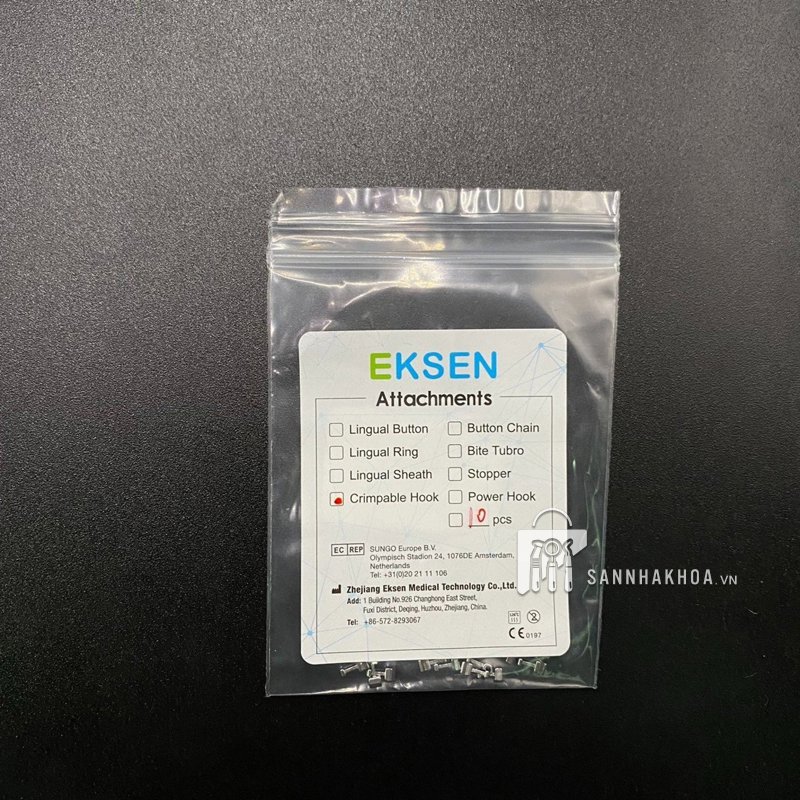 EKSEN
Attachments
Lingual Button
Button Chain
Lingual Ring
Bite Tubro
Lingual Sheath
Stopper
Crimpable Hook
Power Hook
10 pcs
EC REP
SUNGO Europe B.V.
Olympisch Stadion 24, 1076DE Amsterdam,
Netherlands
Tel: +31(0)20 21 11 106
Zhejiang Eksen Medical Technology Co.,Ltd.
Add: 1 Building No.926 Changhong East Street,
Fuxi District, Deqing, Huzhou, Zhejiang, China.
Tel: +86-572-8293067
CE 0197
SANNHAKHOA.VN